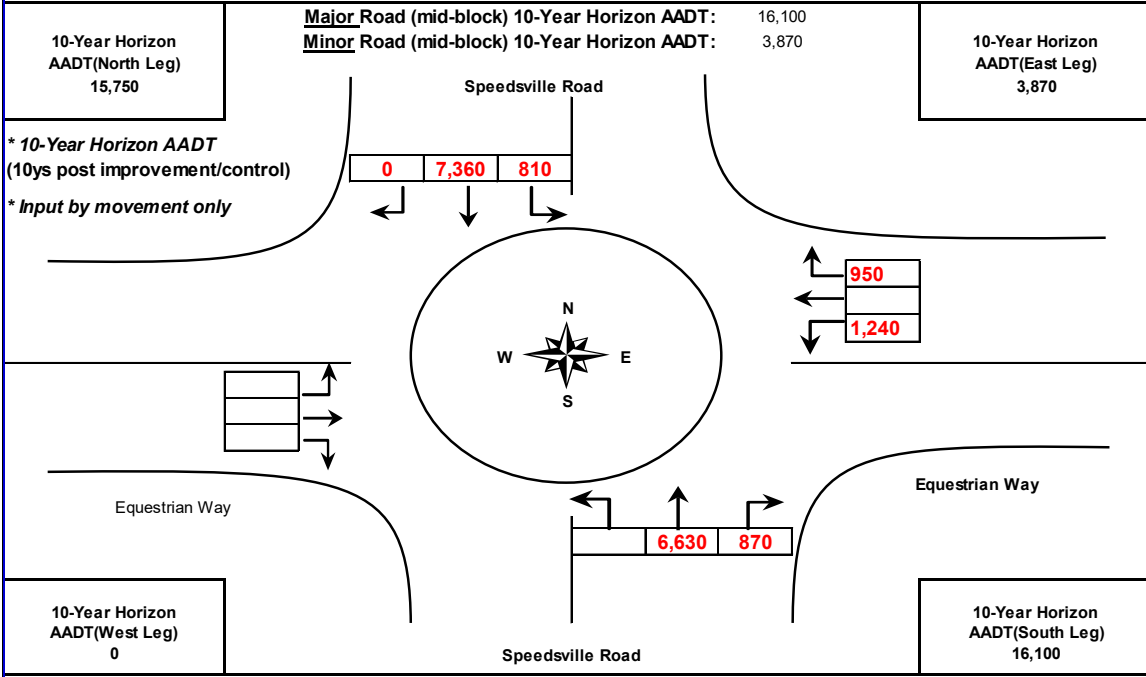 Major Road (mid-block) 10-Year Horizon AADT: 16,100
Minor Road (mid-block) 10-Year Horizon AADT: 3,870
10-Year Horizon
AADT(North Leg)
15,750
10-Year Horizon
AADT(East Leg)
3,870
Speedsville Road
* 10-Year Horizon AADT
(10ys post improvement/control)
* Input by movement only
0 7,360 810
950
1,240
N
W E
S
Equestrian Way
Equestrian Way
6,630 870
10-Year Horizon
AADT(West Leg)
0
10-Year Horizon
AADT(South Leg)
16,100
Speedsville Road